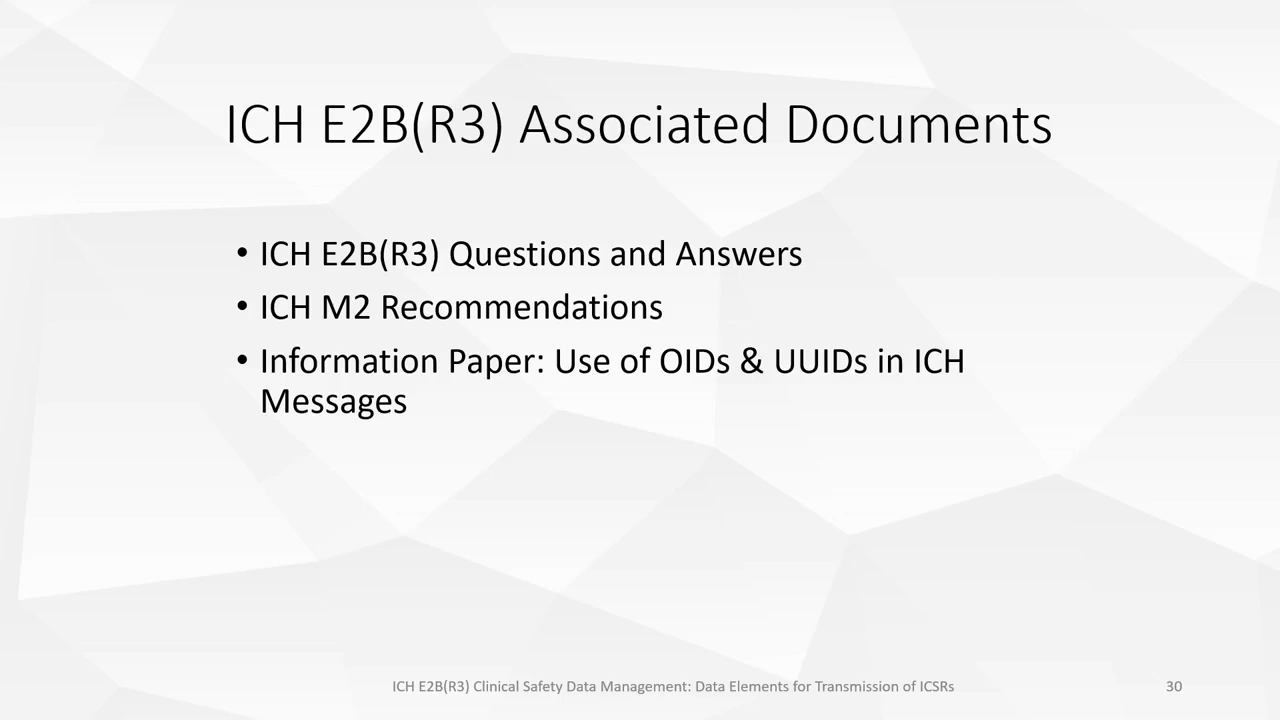 ICH E2B(R3) Associated Documents
• ICH E2B(R3) Questions and Answers
• ICH M2 Recommendations
• Information Paper: Use of OIDs & UUIDs in ICH
Messages
ICH E2B(R3) Clinical Safety Data Management: Data Elements for Transmission of ICSRs
30